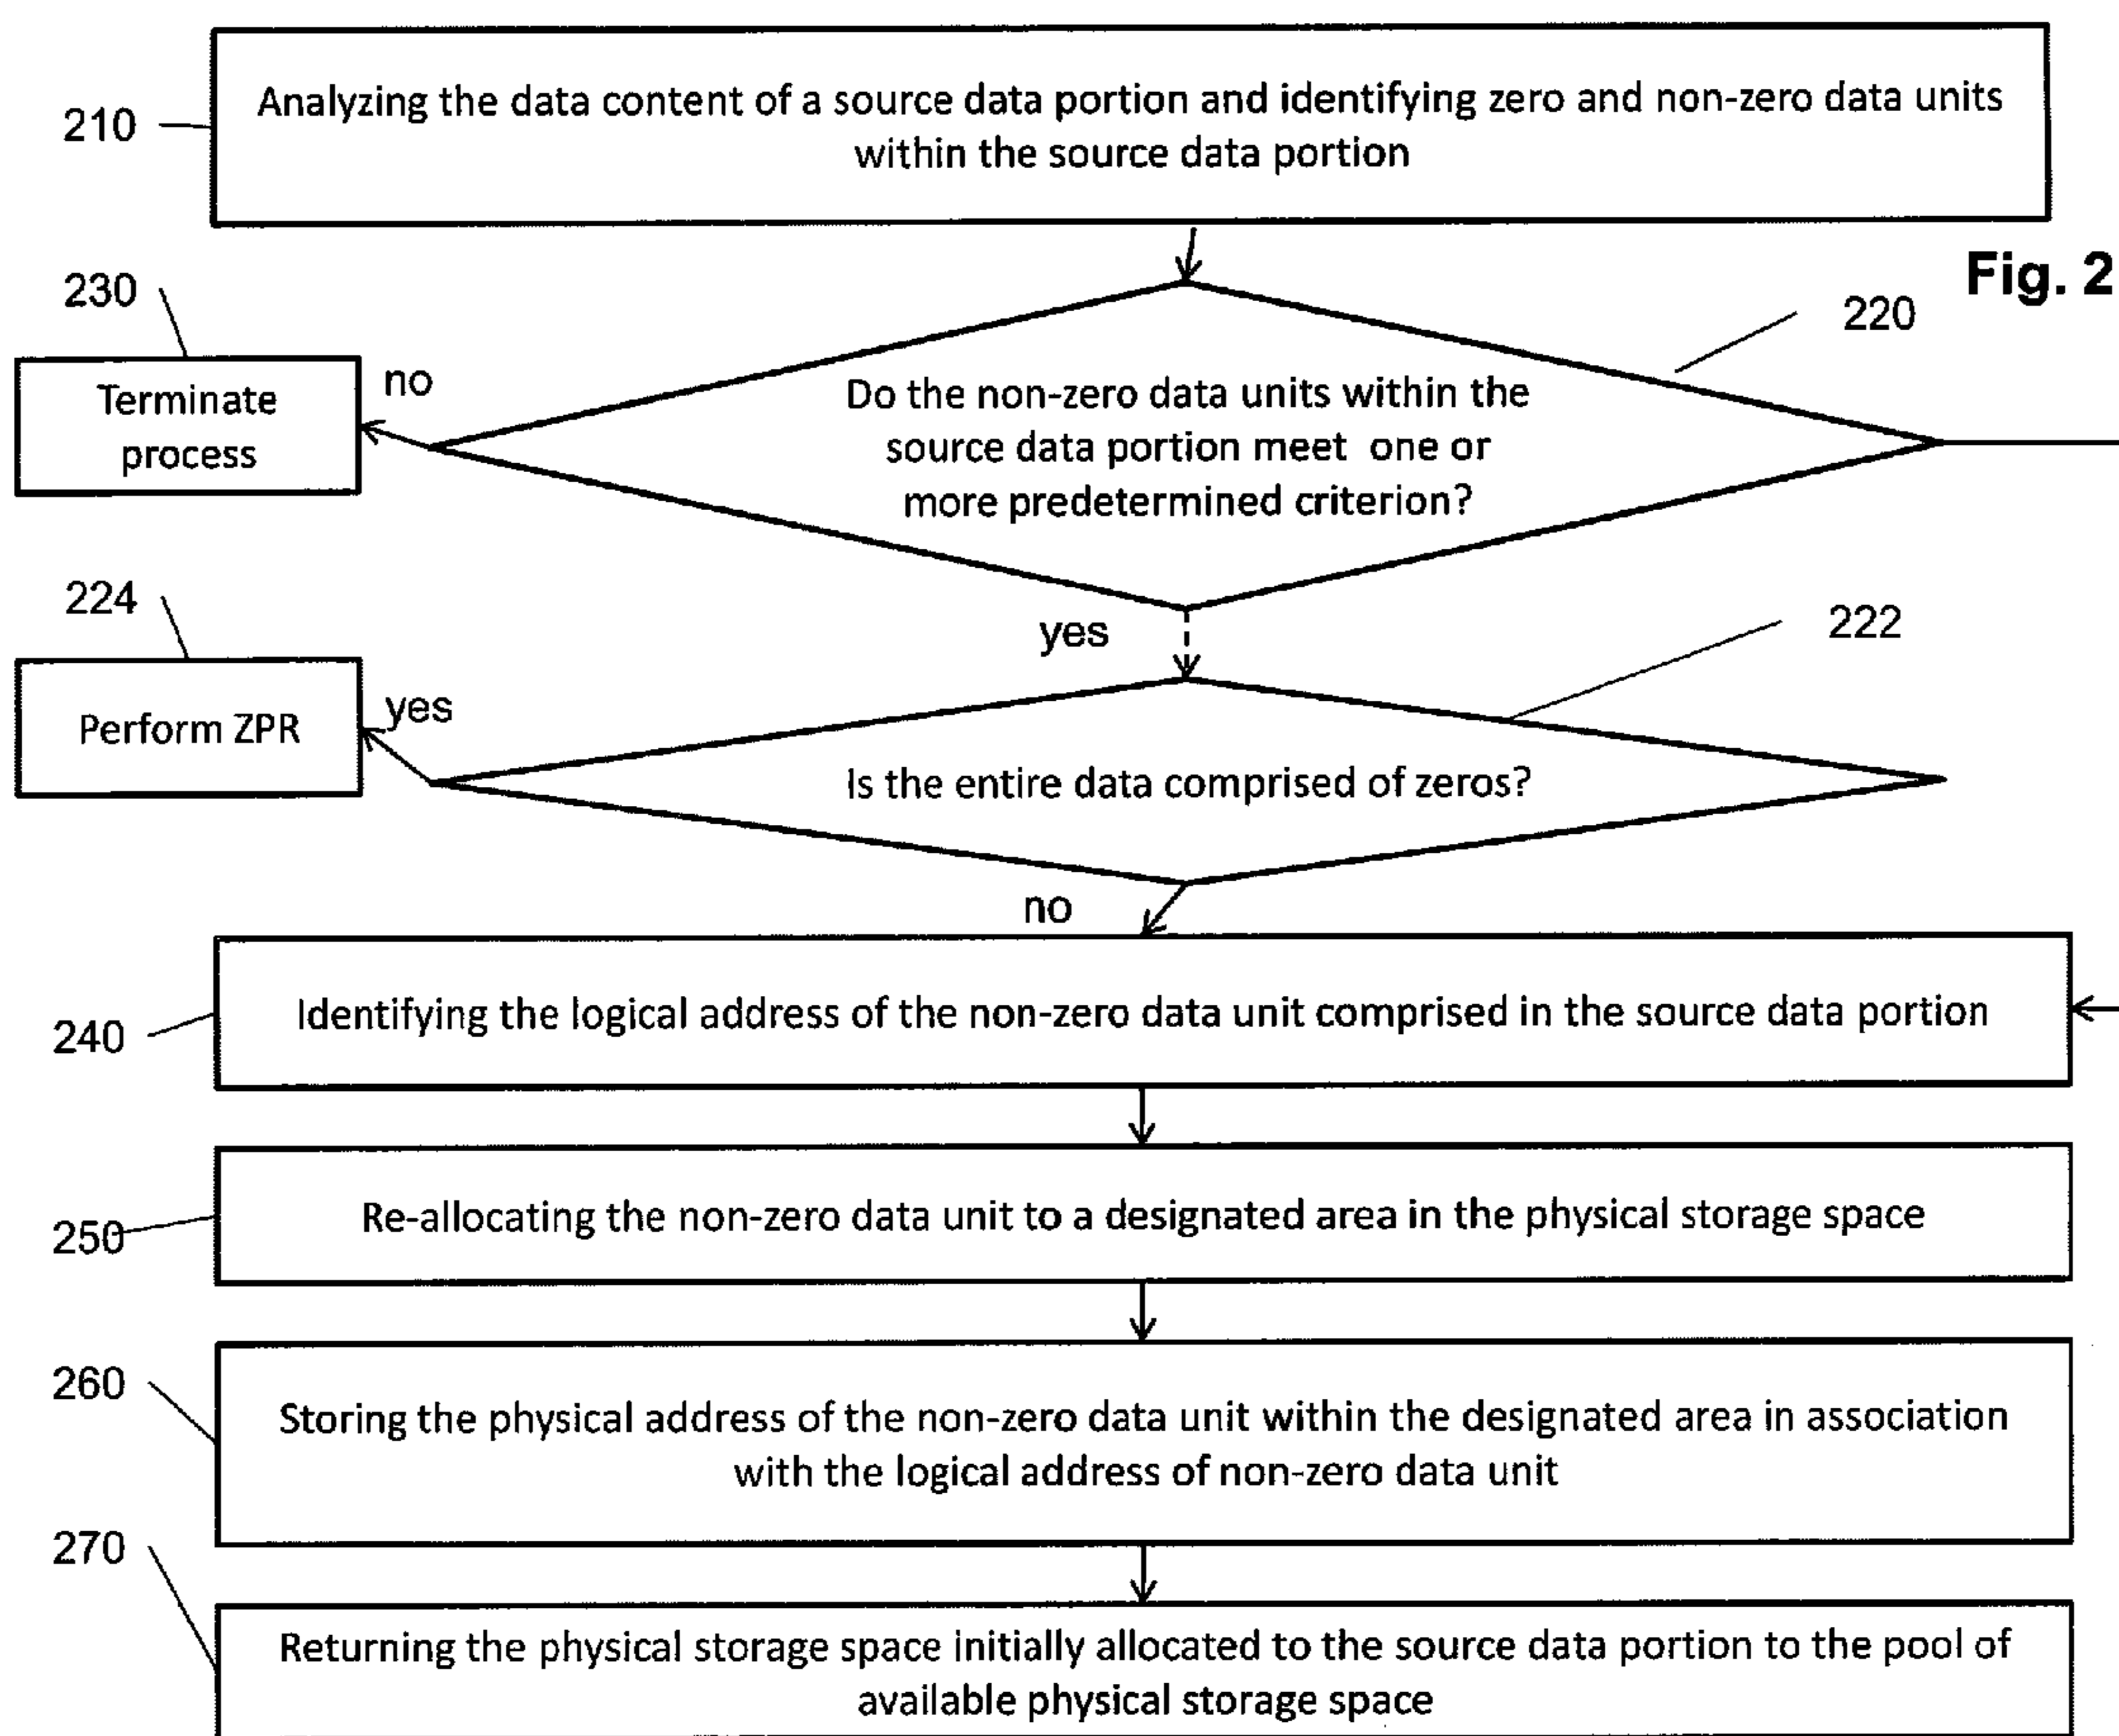 210
Analyzing the data content of a source data portion and identifying zero and non-zero data units
within the source data portion
Fig. 2
230
220
Terminate
process
no
Do the non-zero data units within the
source data portion meet one or
more predetermined criterion?
yes
224
222
Perform ZPR
yes
Is the entire data comprised of zeros?
no
240
Identifying the logical address of the non-zero data unit comprised in the source data portion
250
Re-allocating the non-zero data unit to a designated area in the physical storage space
260
Storing the physical address of the non-zero data unit within the designated area in association
with the logical address of non-zero data unit
270
Returning the physical storage space initially allocated to the source data portion to the pool of
available physical storage space